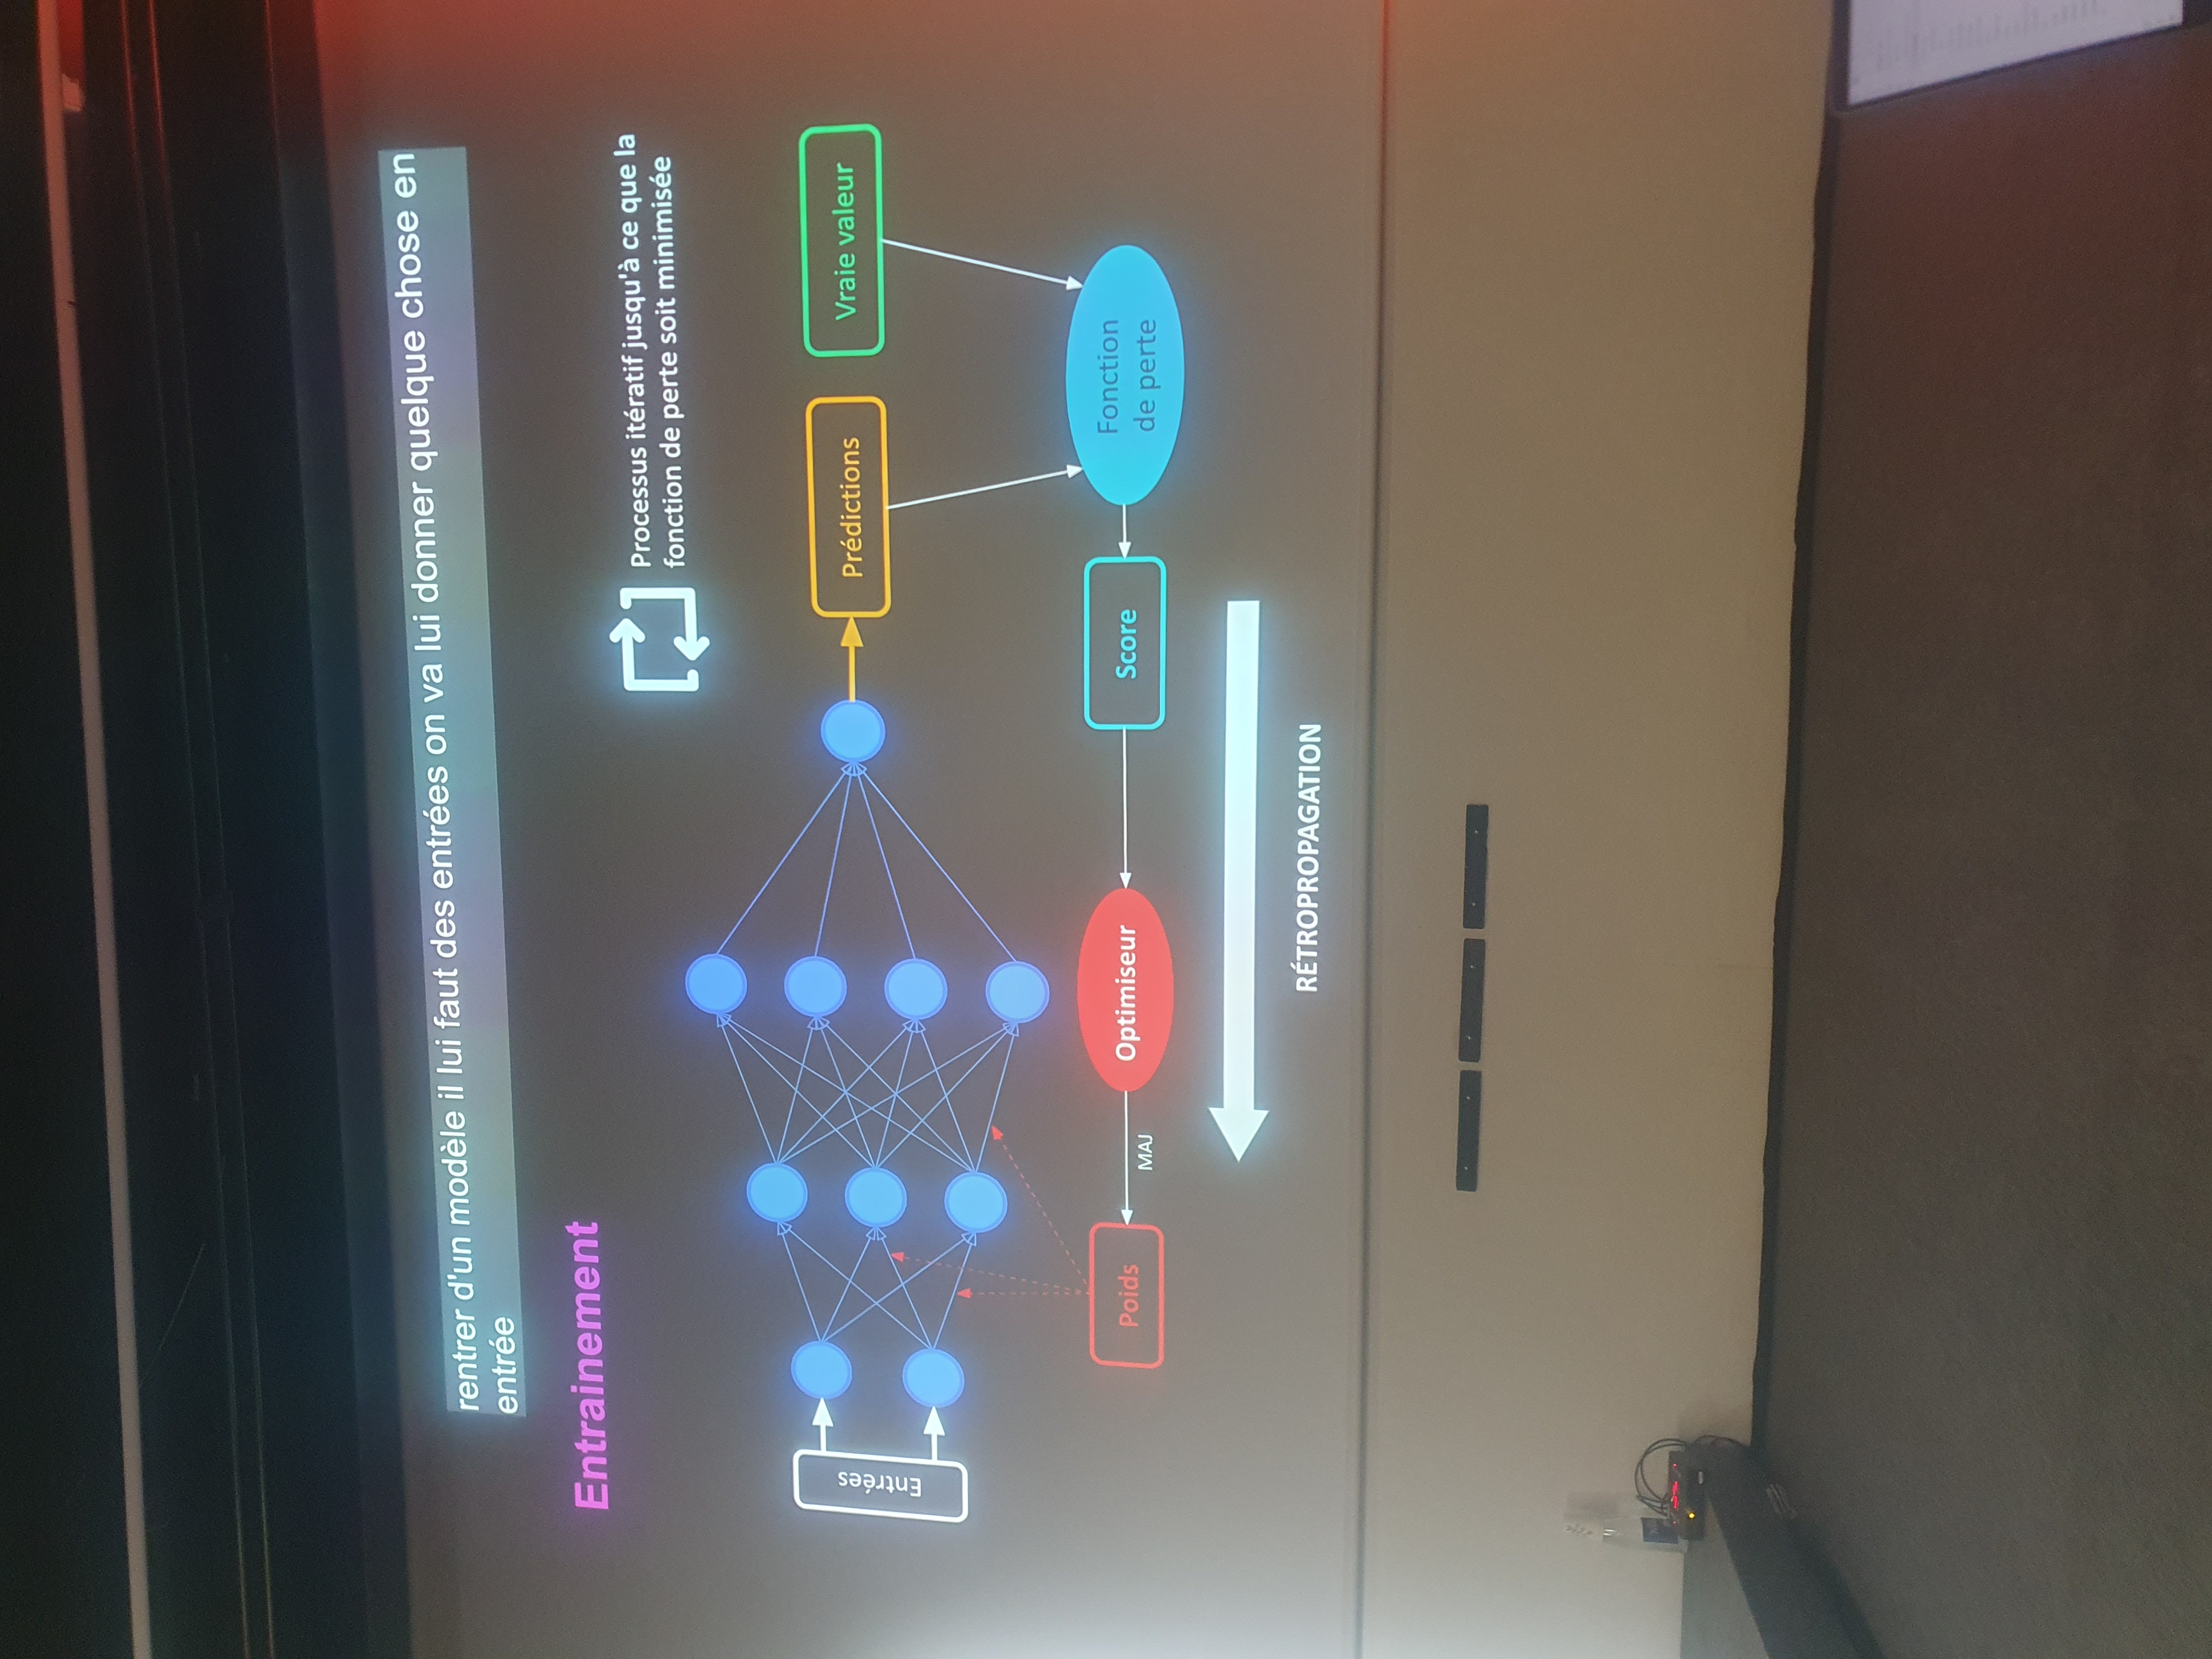 rentrer d'un modèle il lui faut des entrées on va lui donner quelque chose en
entrée
Entrainement
Processus itératif jusqu'à ce que la
fonction de perte soit minimisée
Entrées
Prédictions
Vraie valeur
Poids
MAJ
Optimiseur
Score
Fonction
de perte
RÉTROPROPAGATION